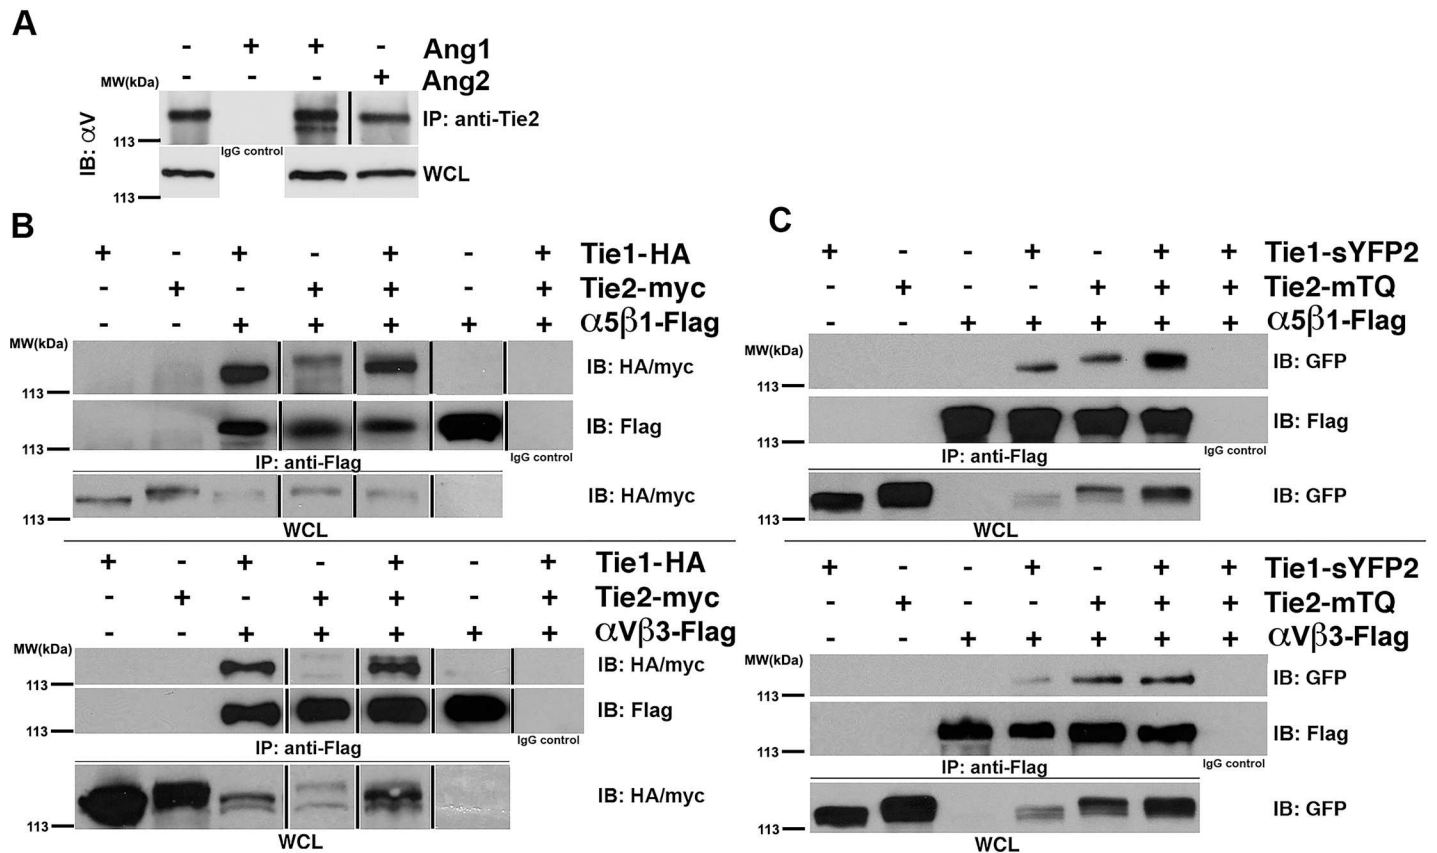 A
- + + - Ang1
- - - + Ang2
MW(kDa)
IB: αV
IP: anti-Tie2
113
IgG control
WCL
113
B
+ - + - + - + Tie1-HA
- + - + + - + Tie2-myc
- - + + + + + α5β1-Flag
MW(kDa)
IB: HA/myc
113
IB: Flag
113
IP: anti-Flag
IgG control
IB: HA/myc
113
WCL
+ - + - + - + Tie1-HA
- + - + + - + Tie2-myc
- - + + + + + αVβ3-Flag
MW(kDa)
IB: HA/myc
113
IB: Flag
113
IP: anti-Flag
IgG control
IB: HA/myc
113
WCL
C
+ - - + - + + Tie1-sYFP2
- + - - + + + Tie2-mTQ
- - + + + + + α5β1-Flag
MW(kDa)
IB: GFP
113
IB: Flag
113
IP: anti-Flag
IgG control
IB: GFP
113
WCL
+ - - + - + + Tie1-sYFP2
- + - - + + + Tie2-mTQ
- - + + + + + αVβ3-Flag
MW(kDa)
IB: GFP
113
IB: Flag
113
IP: anti-Flag
IgG control
IB: GFP
113
WCL